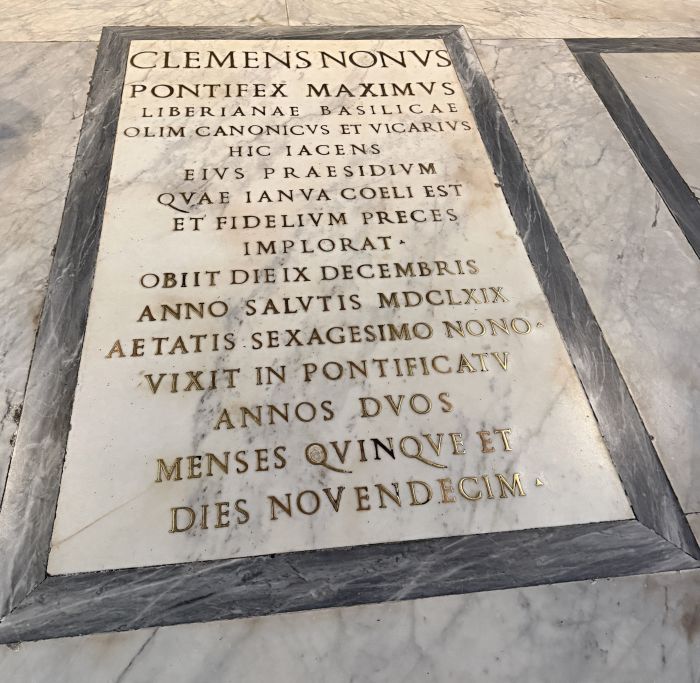 CLEMENS NONVS
PONTIFEX MAXIMVS
LIBERIANAE BASILICAE
OLIM CANONICVS ET VICARIVS
HIC IACENS
EIVS PRAESIDIVM
QVAE IANVA COELI EST
ET FIDELIVM PRECES
IMPLORAT
OBIIT DIE IX DECEMBRIS
ANNO SALVTIS MDCLXIX
AETATIS SEXAGESIMO NONO
VIXIT IN PONTIFICATV
ANNOS DVOS
MENSES QVINQVE ET
DIES NOVENDECIM